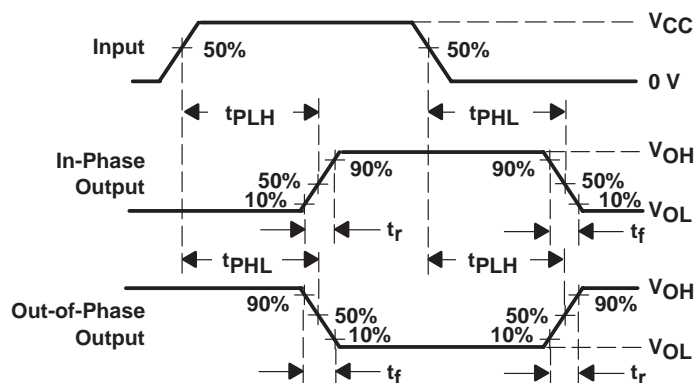 VCC
Input
50%
50%
0 V
tPLH
tPHL
VOH
In-Phase
Output
90%
90%
50%
50%
10%
10%
VOL
tr
tf
tPHL
tPLH
VOH
90%
90%
Out-of-Phase
Output
50%
50%
10%
10%
VOL
tf
tr